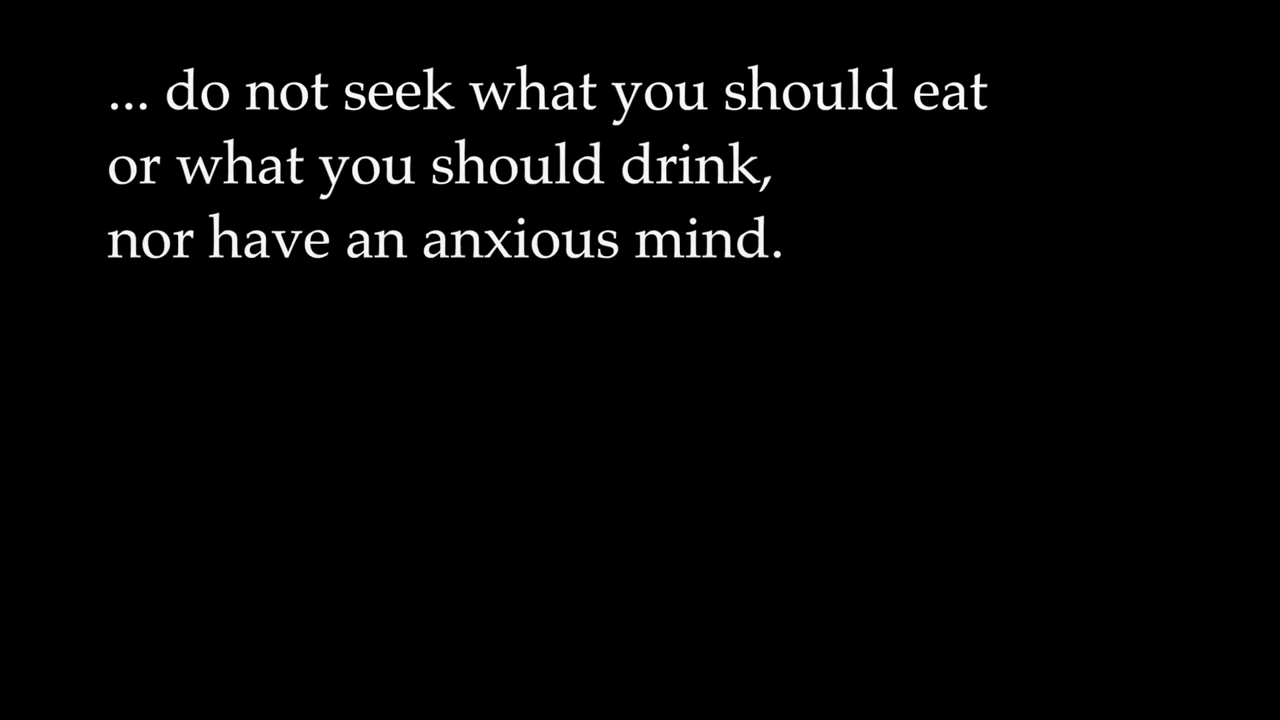 ... do not seek what you should eat
or what you should drink,
nor have an anxious mind.